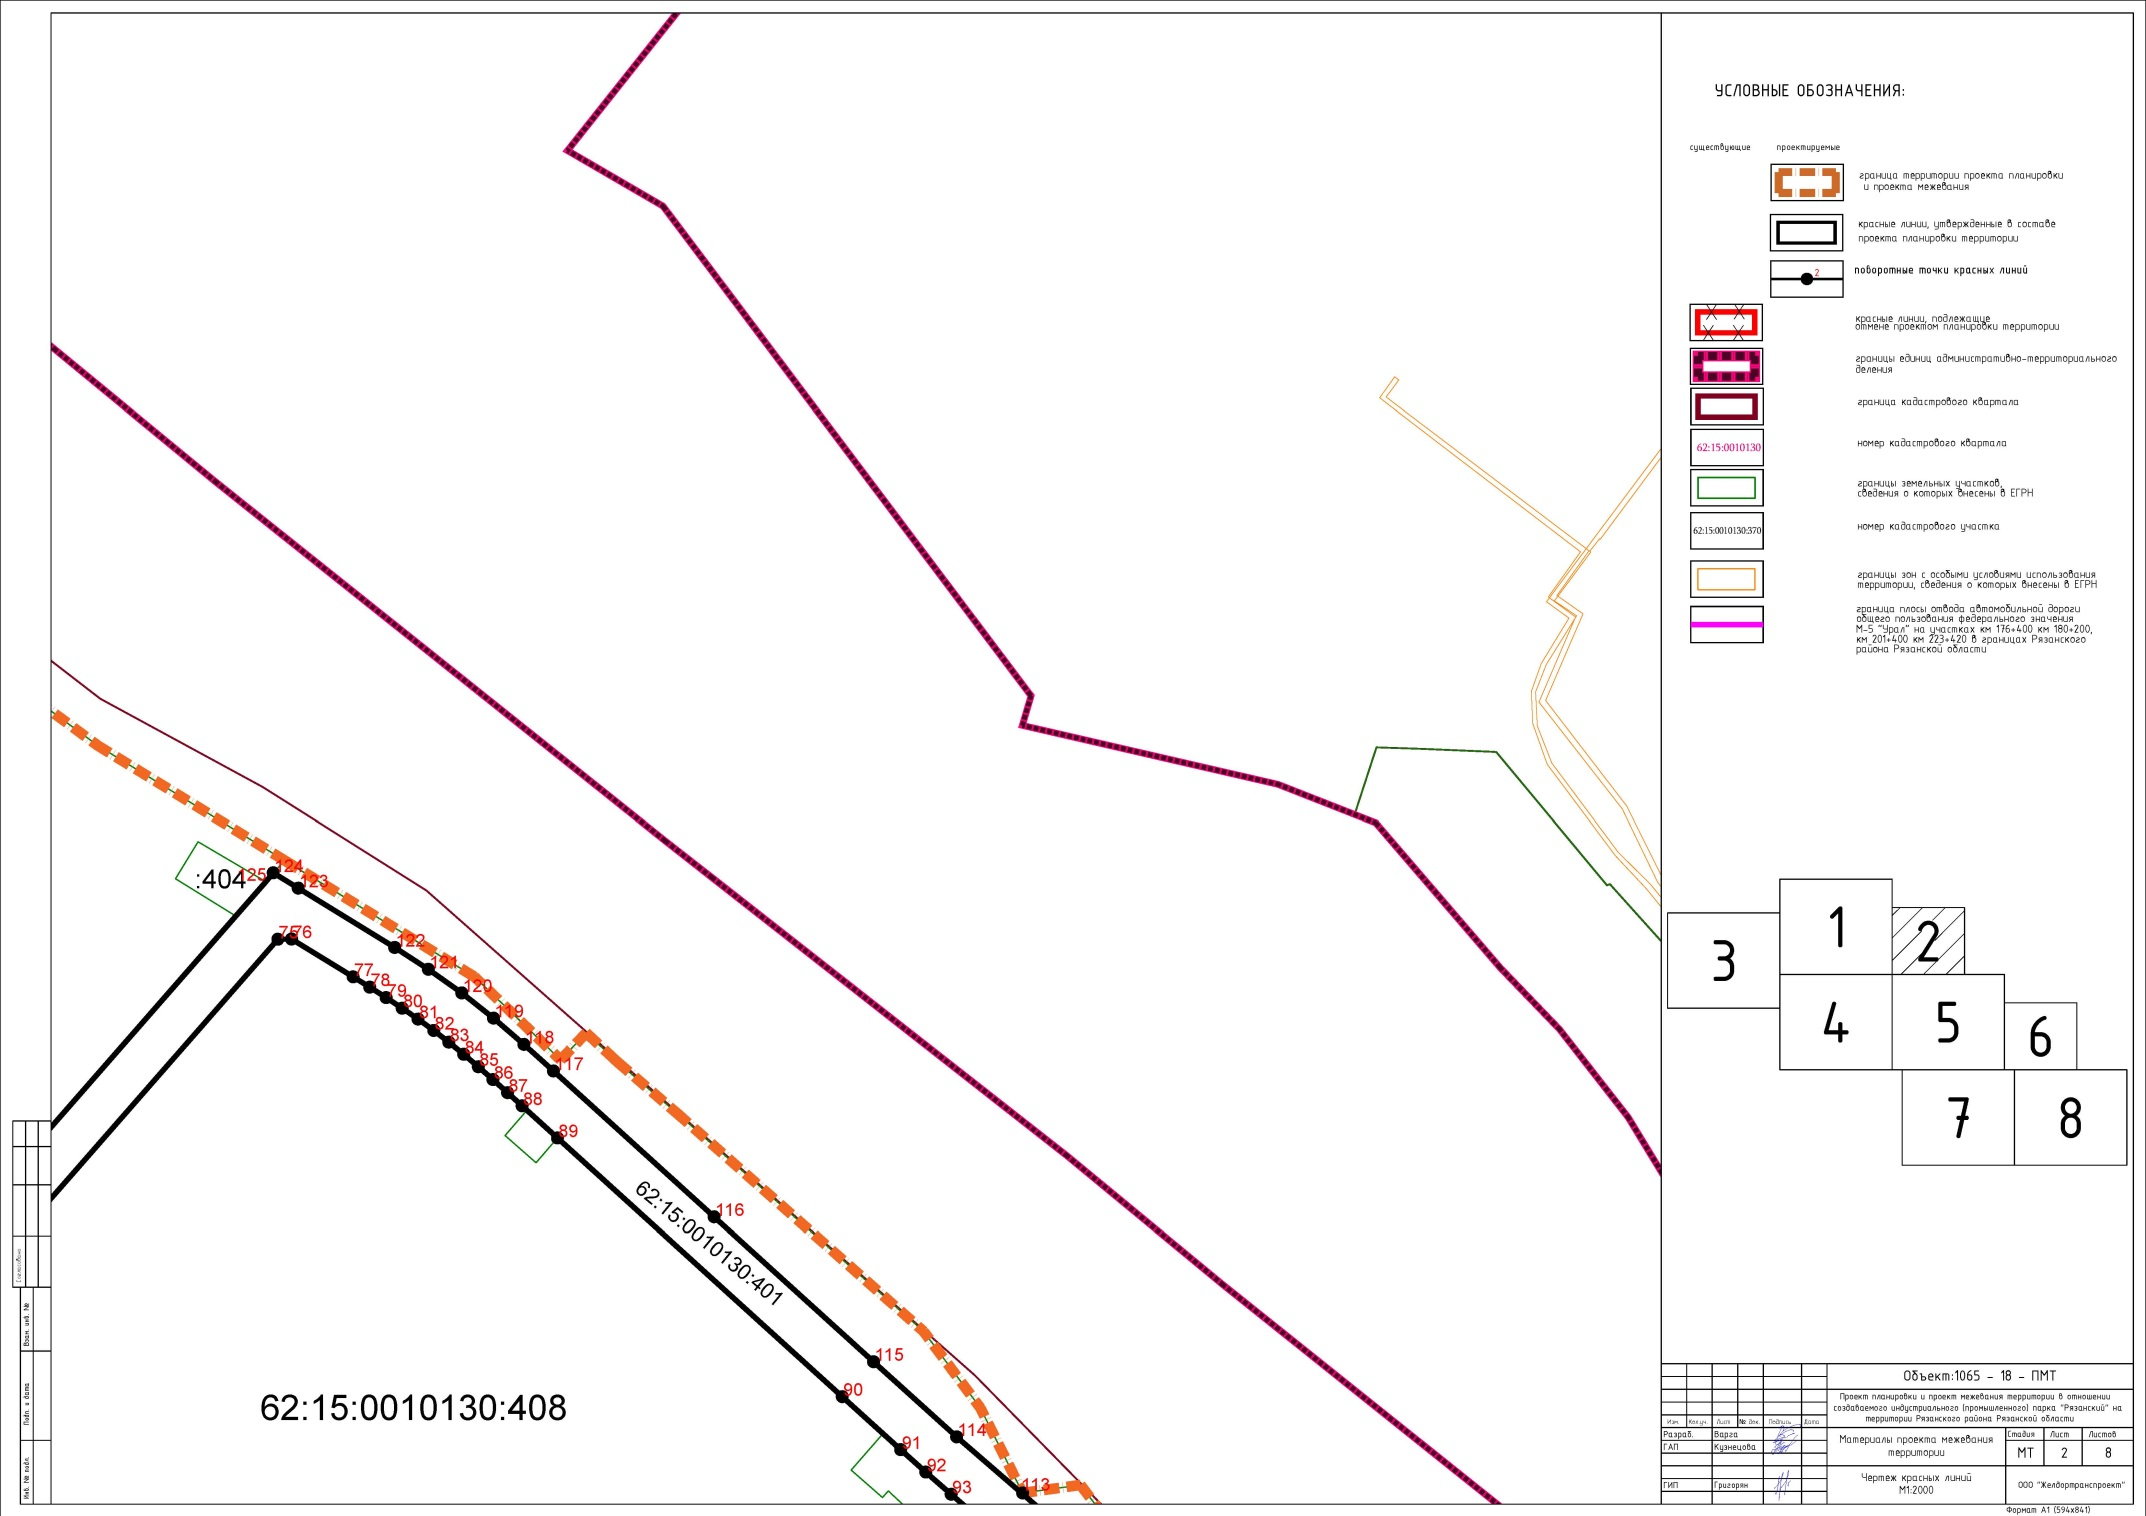 УСЛОВНЫЕ ОБОЗНАЧЕНИЯ:
существующие проектируемые
граница территории проекта планировки
и проекта межевания
красные линии, утвержденные в составе
проекта планировки территории
2
поворотные точки красных линий
красные линии, подлежащие
отмене проектом планировки территории
границы единиц административно-территориального
деления
граница кадастрового квартала
62:15:0010130
номер кадастрового квартала
границы земельных участков,
сведения о которых внесены в ЕГРН
62:15:0010130:370
номер кадастрового участка
границы зон с особыми условиями использования
территории, сведения о которых внесены в ЕГРН
граница плосы отвода автомобильной дороги
общего пользования федерального значения
М-5 "Урал" на участках км 176+400 км 180+200,
км 201+400 км 223+420 в границах Рязанского
района Рязанской области
:404
125
124
123
122
121
120
119
118
117
116
115
114
113
75
76
77
78
79
80
81
82
83
84
85
86
87
88
89
90
91
92
93
62:15:0010130:401
62:15:0010130:408
1
2
3
4
5
6
7
8
Согласовано
Взам. инв. №
Подп. и дата
Инв. № подл.
Объект:1065 - 18 - ПМТ
Проект планировки и проект межевания территории в отношении
создаваемого индустриального (промышленного) парка "Рязанский" на
территории Рязанского района Рязанской области
Изм. Кол.уч. Лист № док. Подпись Дата
Разраб. Варга
ГАП Кузнецова
ГИП Григорян
Материалы проекта межевания
территории
Стадия Лист Листов
МТ 2 8
Чертеж красных линий
М1:2000
ООО "Желдортранспроект"
Формат А1 (594х841)